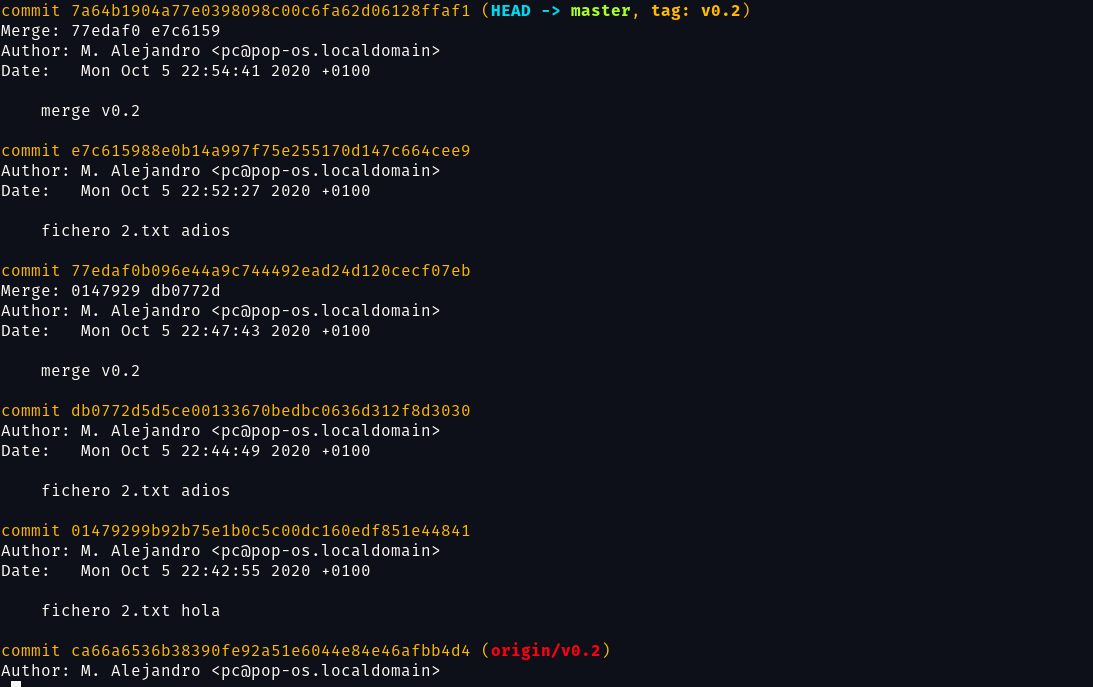 commit 7a64b1904a77e0398098c00c6fa62d06128ffaf1 (HEAD -> master, tag: v0.2)
Merge: 77edaf0 e7c6159
Author: M. Alejandro <pc@pop-os.localdomain>
Date:   Mon Oct 5 22:54:41 2020 +0100
    merge v0.2
commit e7c615988e0b14a997f75e255170d147c664cee9
Author: M. Alejandro <pc@pop-os.localdomain>
Date:   Mon Oct 5 22:52:27 2020 +0100
    fichero 2.txt adios
commit 77edaf0b096e44a9c744492ead24d120cecf07eb
Merge: 0147929 db0772d
Author: M. Alejandro <pc@pop-os.localdomain>
Date:   Mon Oct 5 22:47:43 2020 +0100
    merge v0.2
commit db0772d5d5ce00133670bedbc0636d312f8d3030
Author: M. Alejandro <pc@pop-os.localdomain>
Date:   Mon Oct 5 22:44:49 2020 +0100
    fichero 2.txt adios
commit 01479299b92b75e1b0c5c00dc160edf851e44841
Author: M. Alejandro <pc@pop-os.localdomain>
Date:   Mon Oct 5 22:42:55 2020 +0100
    fichero 2.txt hola
commit ca66a6536b38390fe92a51e6044e84e46afbb4d4 (origin/v0.2)
Author: M. Alejandro <pc@pop-os.localdomain>